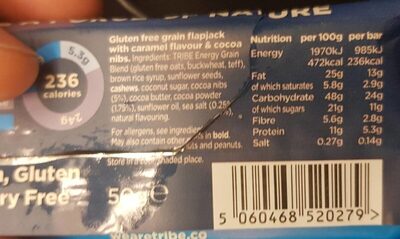 FORCES OF NATURE
Gluten free grain flapjack
with caramel flavour & cocoa
nibs. Ingredients: TRIBE Energy Grain
Blend (gluten free oats, buckwheat, teff),
brown rice syrup, sunflower seeds,
cashews, coconut sugar, cocoa nibs
(5%), cocoa butter, cocoa powder
(1.75%), sunflower oil, sea salt (0.25%),
natural flavouring.
For allergens, see ingredients in bold.
May also contain other nuts and peanuts.
Store in a cool, shaded place.
5.3g
236
calories
24g
Nutrition per 100g per bar
Energy 1970kJ 985kJ
472kcal 236kcal
Fat 25g 13g
of which saturates 5.8g 2.9g
Carbohydrate 48g 24g
of which sugars 21g 11g
Fibre 5.6g 2.8g
Protein 11g 5.3g
Salt 0.27g 0.14g
Gluten
ry Free
50g e
5 060468 520279 >
wearetribe.co